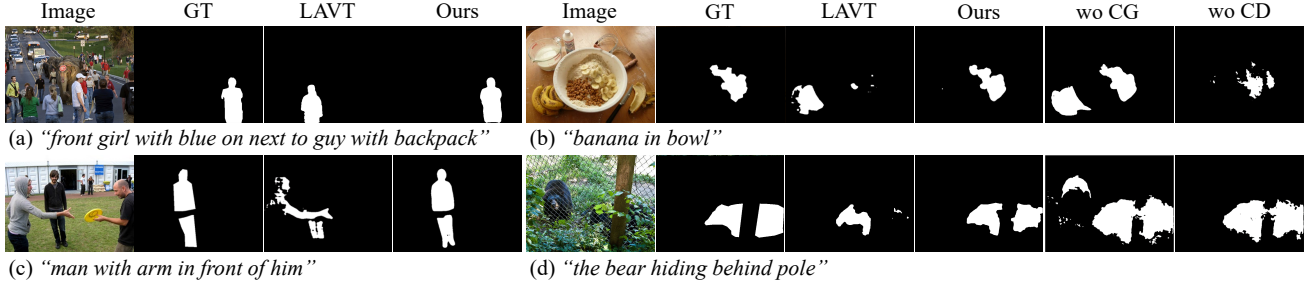 Image GT LAVT Ours Image GT LAVT Ours wo CG wo CD
(a) “front girl with blue on next to guy with backpack” (b) “banana in bowl”
(c) “man with arm in front of him” (d) “the bear hiding behind pole”